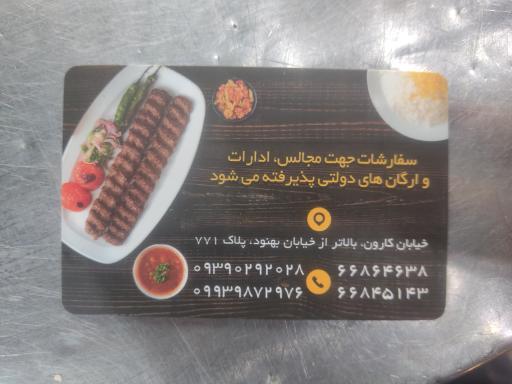 سفارشات جهت مجالس، ادارات
و ارگان های دولتی پذیرفته می شود
خیابان کارون، بالاتر از خیابان بهنود، پلاک ۷۷۱
۶۶۸۶۴۶۳۸ ۰۹۳۹۰۲۹۲۰۲۸
۶۶۸۴۵۱۴۳ ۰۹۹۳۹۸۷۲۹۷۶